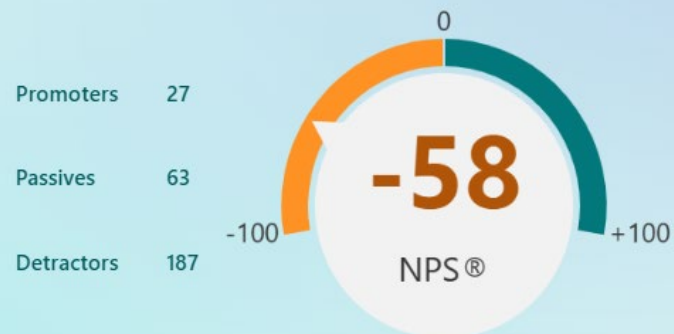 0
Promoters 27
-58
Passives 63
-100
+100
Detractors 187
NPS®